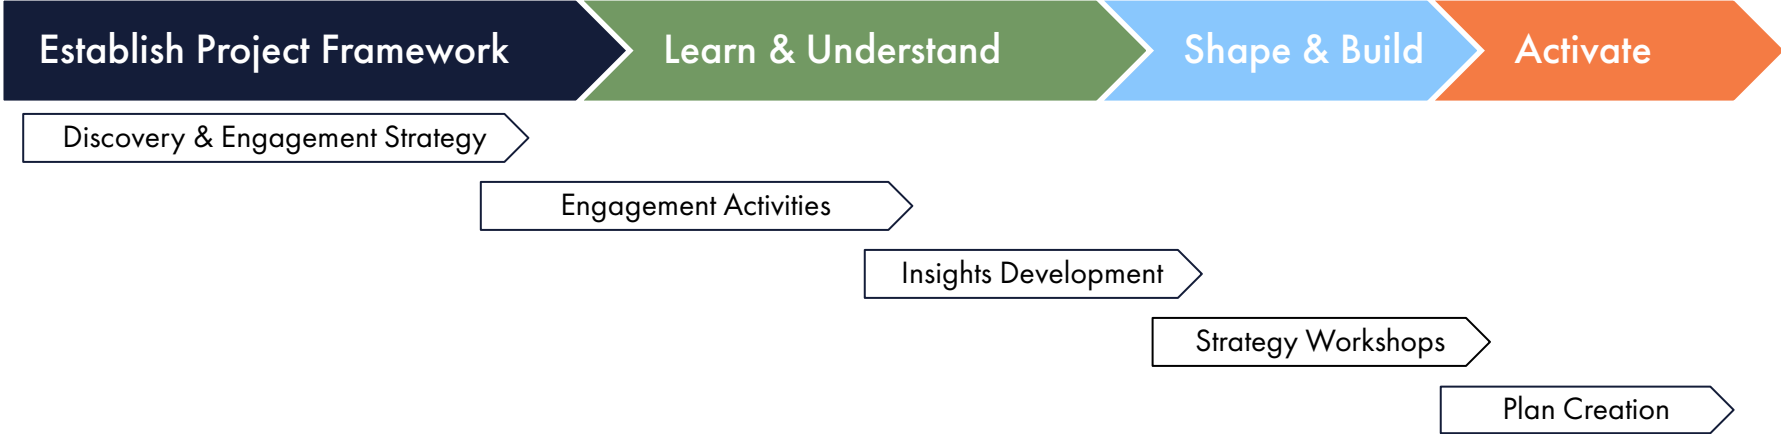 Establish Project Framework
Learn & Understand
Shape & Build
Activate
Discovery & Engagement Strategy
Engagement Activities
Insights Development
Strategy Workshops
Plan Creation